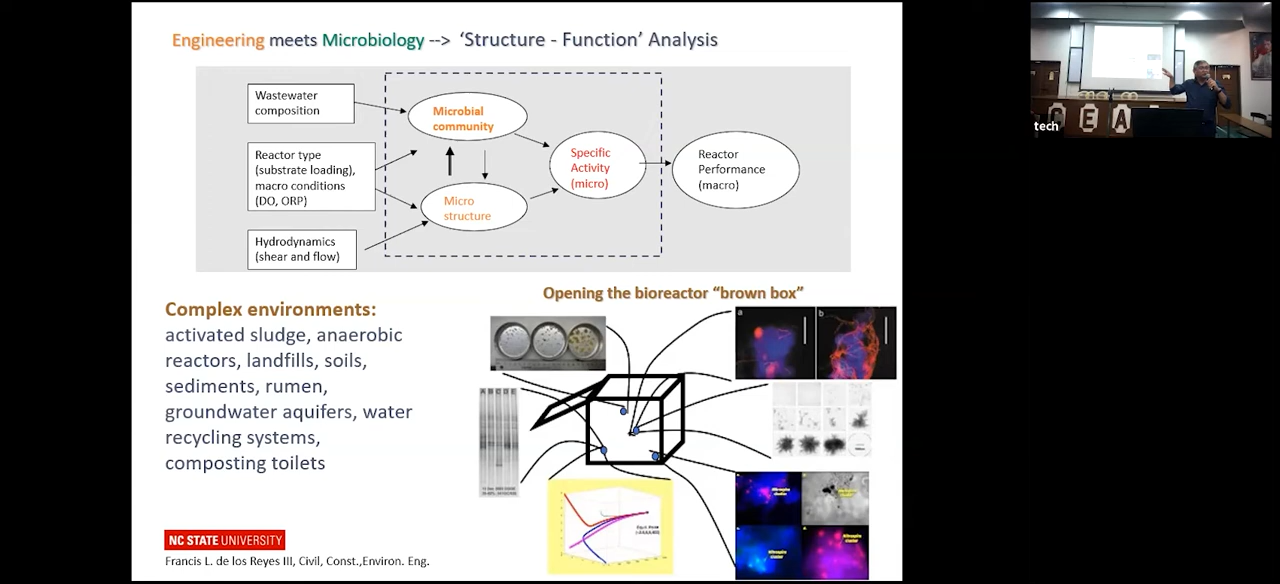 Engineering meets Microbiology --> ‘Structure - Function’ Analysis
Wastewater
composition
Reactor type
(substrate loading),
macro conditions
(DO, ORP)
Hydrodynamics
(shear and flow)
Microbial
community
Micro
structure
Specific
Activity
(micro)
Reactor
Performance
(macro)
Complex environments:
activated sludge, anaerobic
reactors, landfills, soils,
sediments, rumen,
groundwater aquifers, water
recycling systems,
composting toilets
Opening the bioreactor “brown box”
a
b
A B C D E
NC STATE UNIVERSITY
Francis L. de los Reyes III, Civil, Const.,Environ. Eng.
CEA
tech